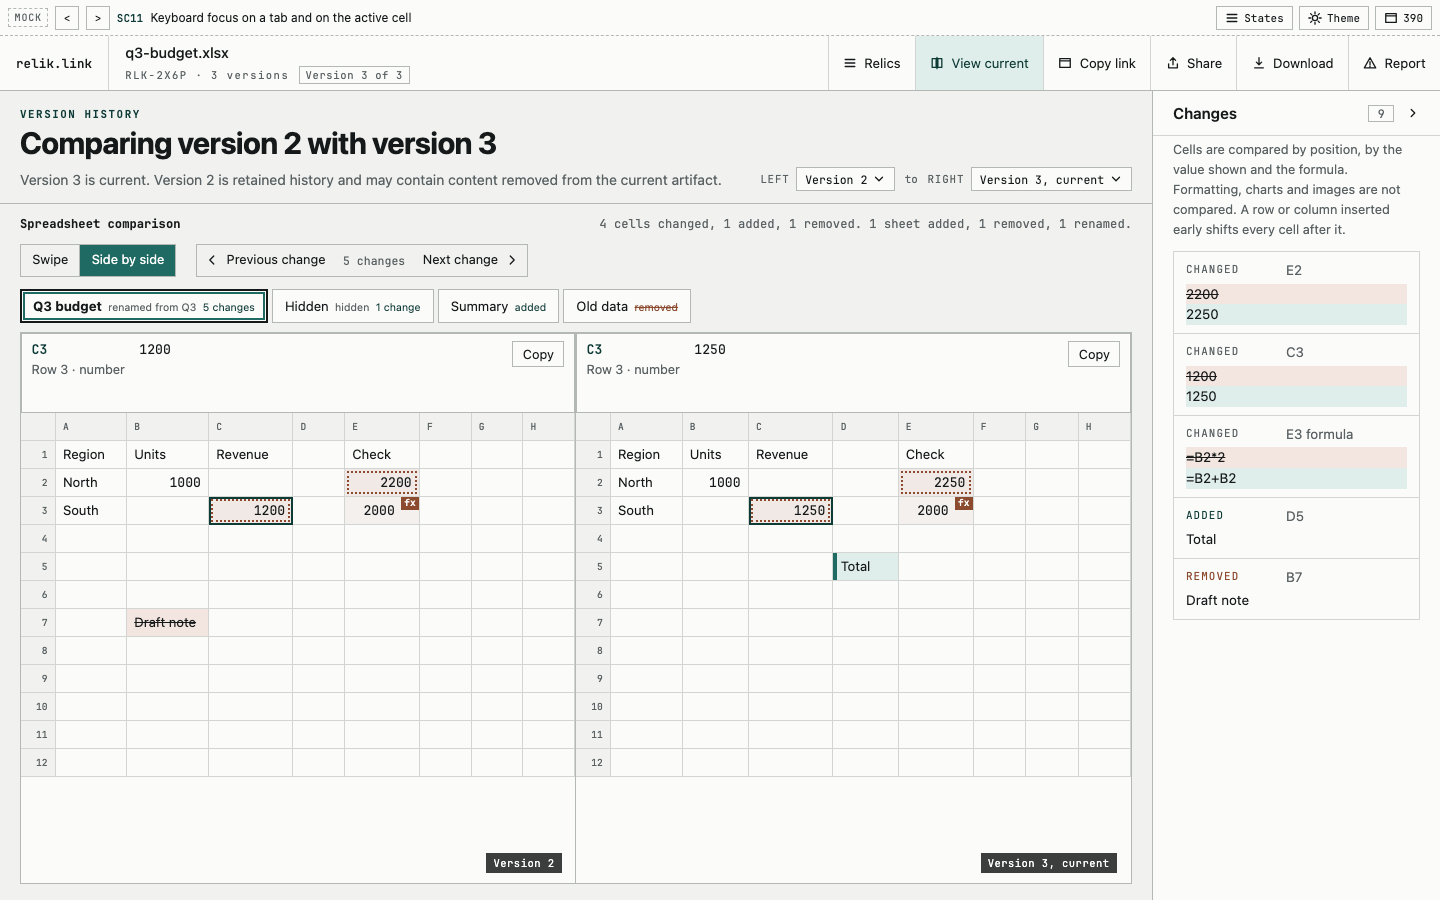 MOCK < > SC11 Keyboard focus on a tab and on the active cell States Theme 390
relik.link q3-budget.xlsx Relics View current Copy link Share Download Report
RLK-2X6P · 3 versions Version 3 of 3
VERSION HISTORY
Comparing version 2 with version 3
Version 3 is current. Version 2 is retained history and may contain content removed from the current artifact. LEFT Version 2 to RIGHT Version 3, current
Spreadsheet comparison 4 cells changed, 1 added, 1 removed. 1 sheet added, 1 removed, 1 renamed.
Swipe Side by side Previous change 5 changes Next change
Q3 budget renamed from Q3 5 changes Hidden hidden 1 change Summary added Old data removed
C3 1200 Copy
Row 3 · number
A B C D E F G H
1 Region Units Revenue Check
2 North 1000 2200
3 South 1200 2000 fx
4
5
6
7 Draft note
8
9
10
11
12
Version 2
C3 1250 Copy
Row 3 · number
A B C D E F G H
1 Region Units Revenue Check
2 North 1000 2250
3 South 1250 2000 fx
4
5 Total
6
7
8
9
10
11
12
Version 3, current
Changes 9
Cells are compared by position, by the
value shown and the formula.
Formatting, charts and images are not
compared. A row or column inserted
early shifts every cell after it.
CHANGED E2
2200
2250
CHANGED C3
1200
1250
CHANGED E3 formula
=B2*2
=B2+B2
ADDED D5
Total
REMOVED B7
Draft note